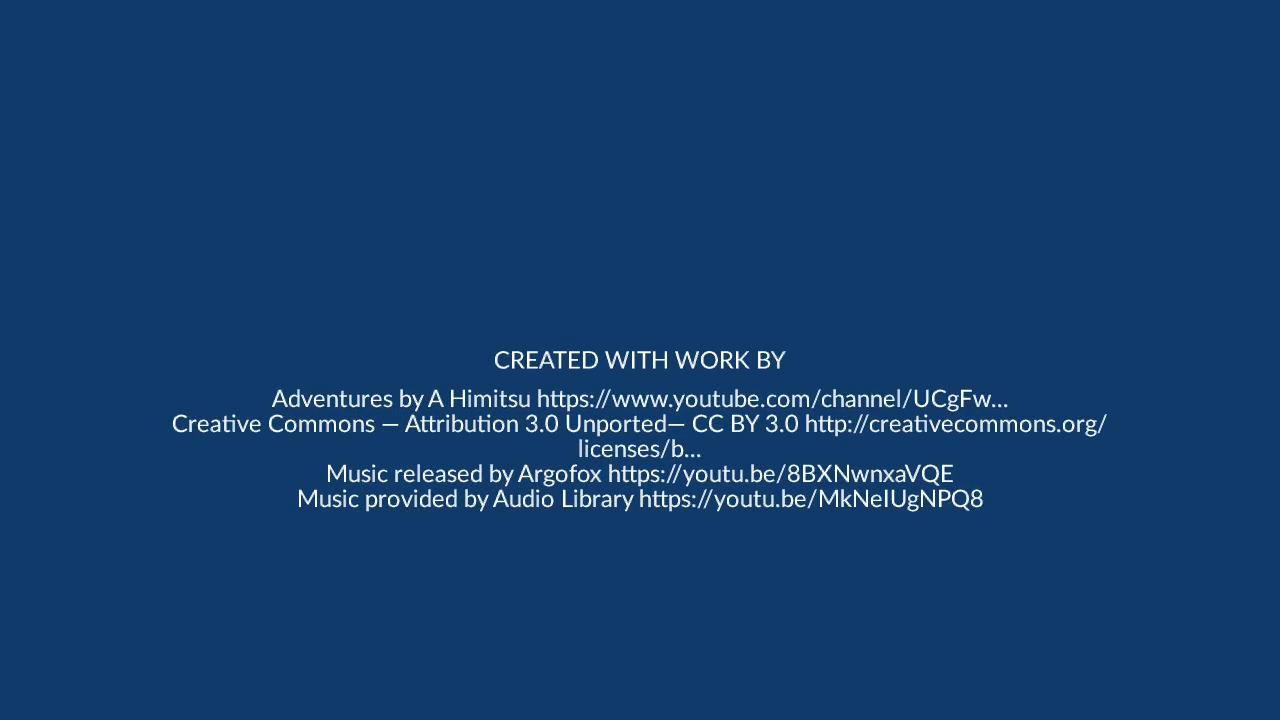 CREATED WITH WORK BY
Adventures by A Himitsu https://www.youtube.com/channel/UCgFw...
Creative Commons — Attribution 3.0 Unported— CC BY 3.0 http://creativecommons.org/
licenses/b...
Music released by Argofox https://youtu.be/8BXNwnxaVQE
Music provided by Audio Library https://youtu.be/MkNeIUgNPQ8